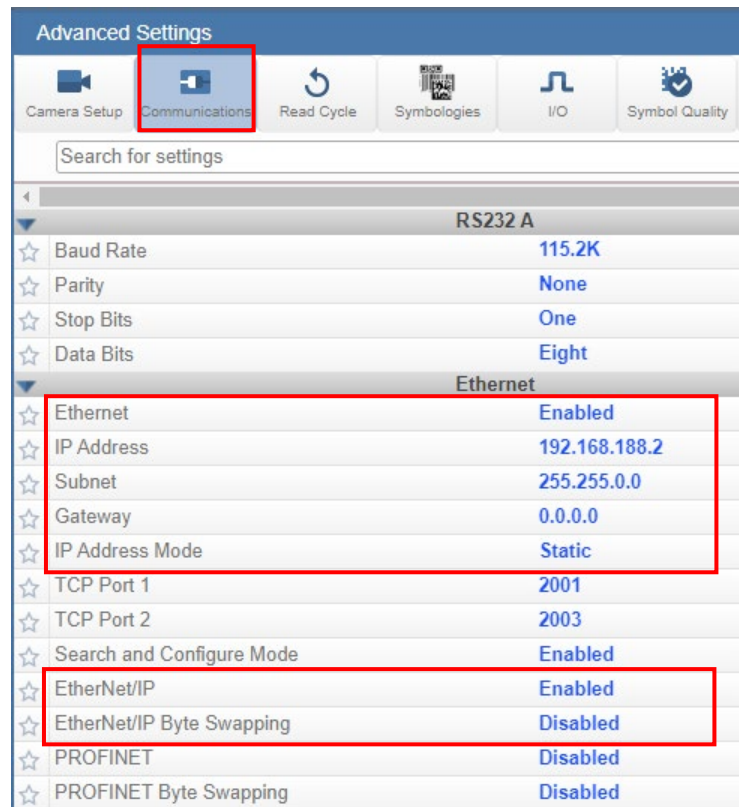 Advanced Settings
Camera Setup Communications Read Cycle Symbologies I/O Symbol Quality
Search for settings
RS232 A
Baud Rate 115.2K
Parity None
Stop Bits One
Data Bits Eight
Ethernet
Ethernet Enabled
IP Address 192.168.188.2
Subnet 255.255.0.0
Gateway 0.0.0.0
IP Address Mode Static
TCP Port 1 2001
TCP Port 2 2003
Search and Configure Mode Enabled
EtherNet/IP Enabled
EtherNet/IP Byte Swapping Disabled
PROFINET Disabled
PROFINET Byte Swapping Disabled